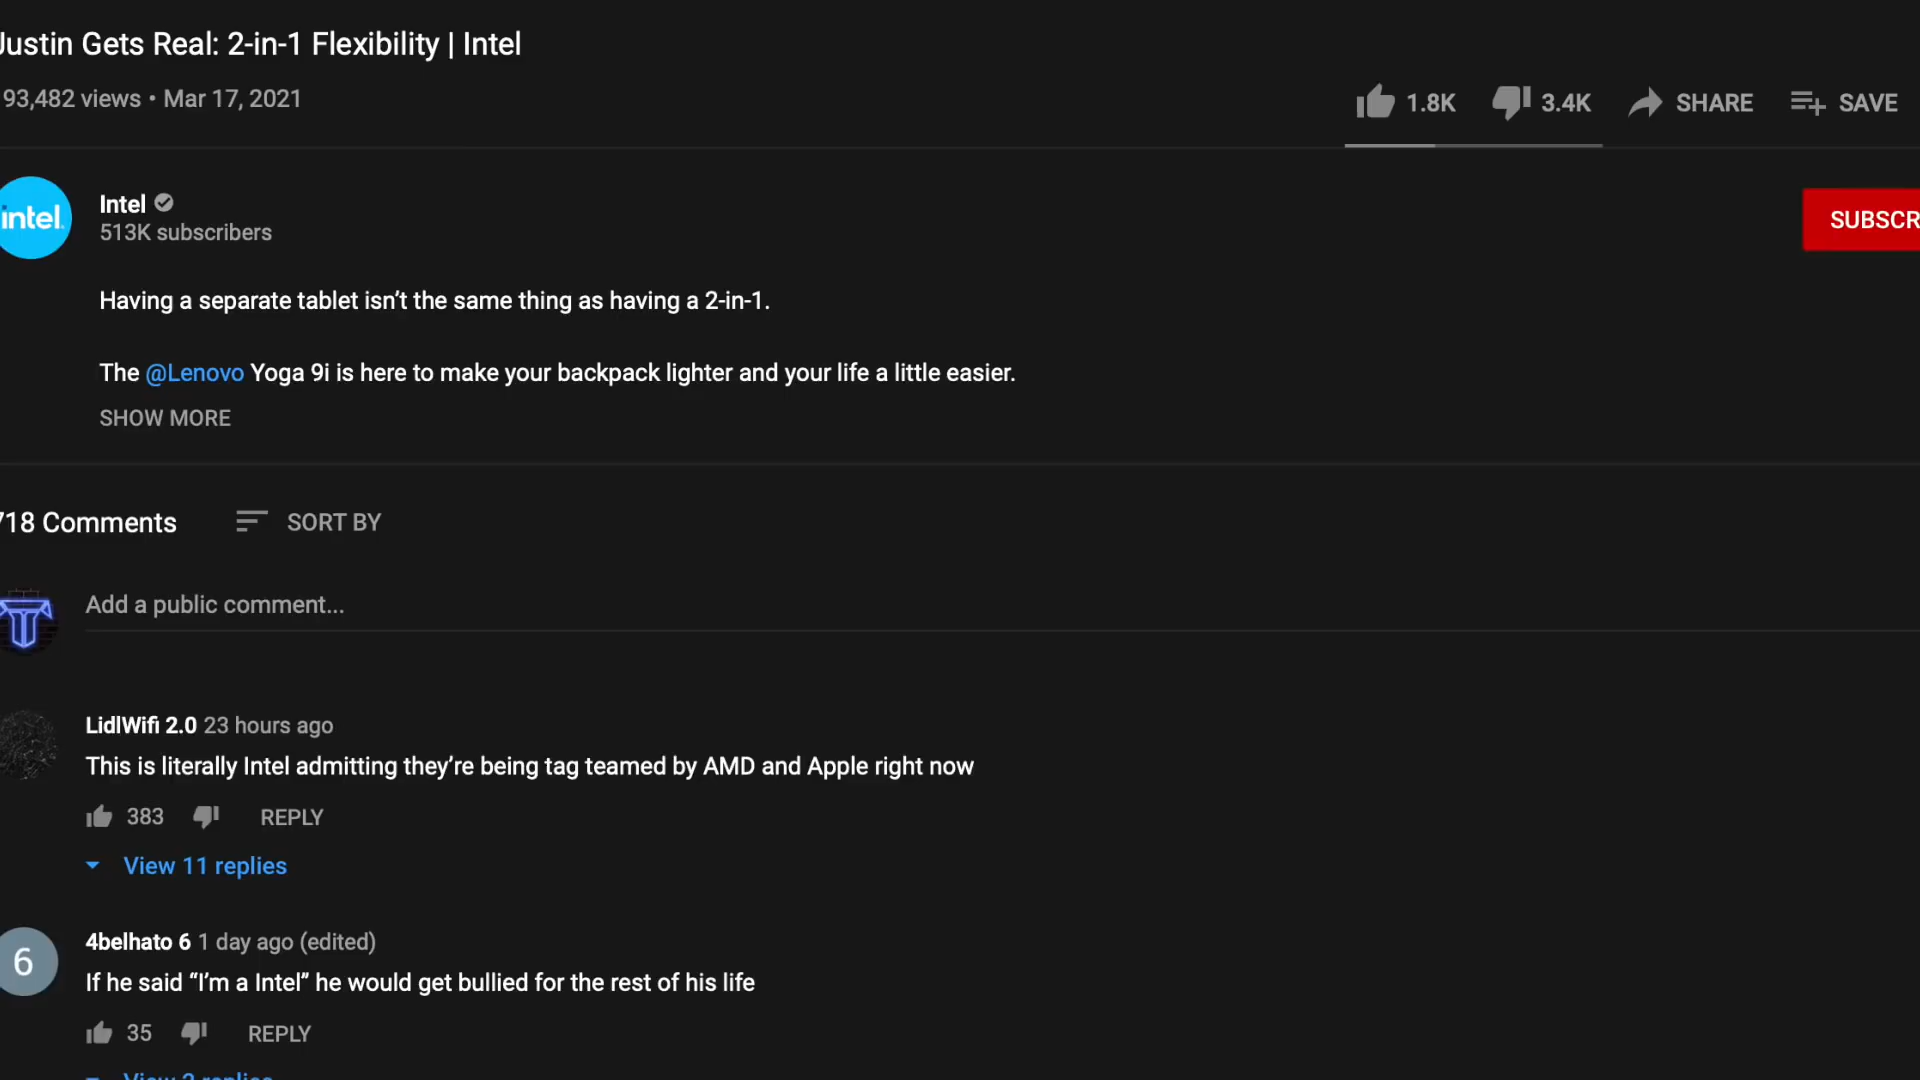 Justin Gets Real: 2-in-1 Flexibility | Intel
93,482 views • Mar 17, 2021
1.8K
3.4K
SHARE
SAVE
intel.
Intel
513K subscribers
SUBSCR
Having a separate tablet isn’t the same thing as having a 2-in-1.
The @Lenovo Yoga 9i is here to make your backpack lighter and your life a little easier.
SHOW MORE
718 Comments
SORT BY
Add a public comment...
LidlWifi 2.0 23 hours ago
This is literally Intel admitting they’re being tag teamed by AMD and Apple right now
383
REPLY
View 11 replies
6
4belhato 6 1 day ago (edited)
If he said “I’m a Intel” he would get bullied for the rest of his life
35
REPLY
View 2 replies